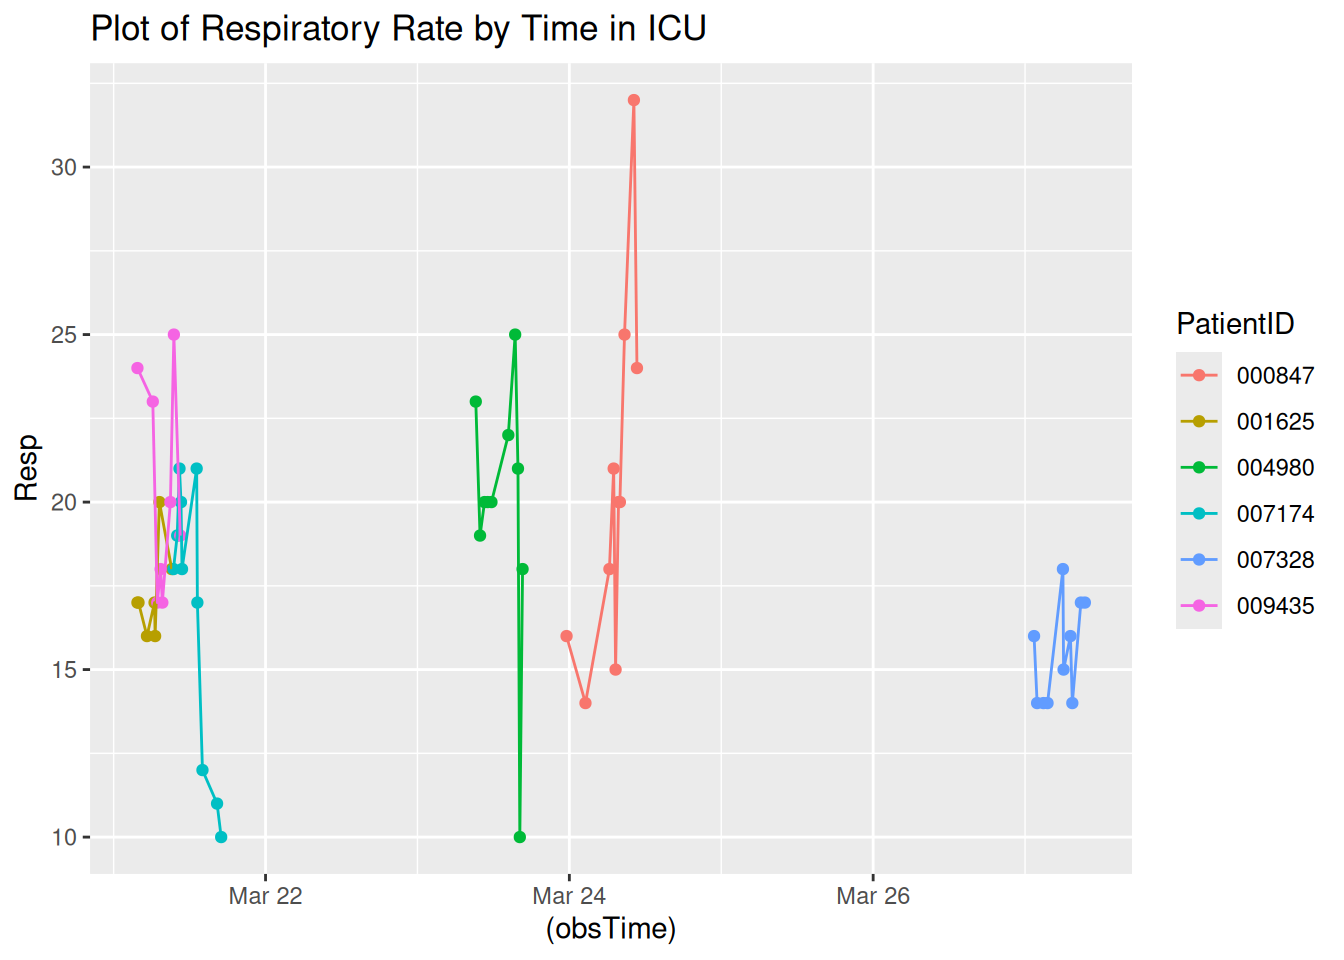 Plot of Respiratory Rate by Time in ICU
Resp
30
25
20
15
10
Mar 22
Mar 24
Mar 26
(obsTime)
PatientID
000847
001625
004980
007174
007328
009435